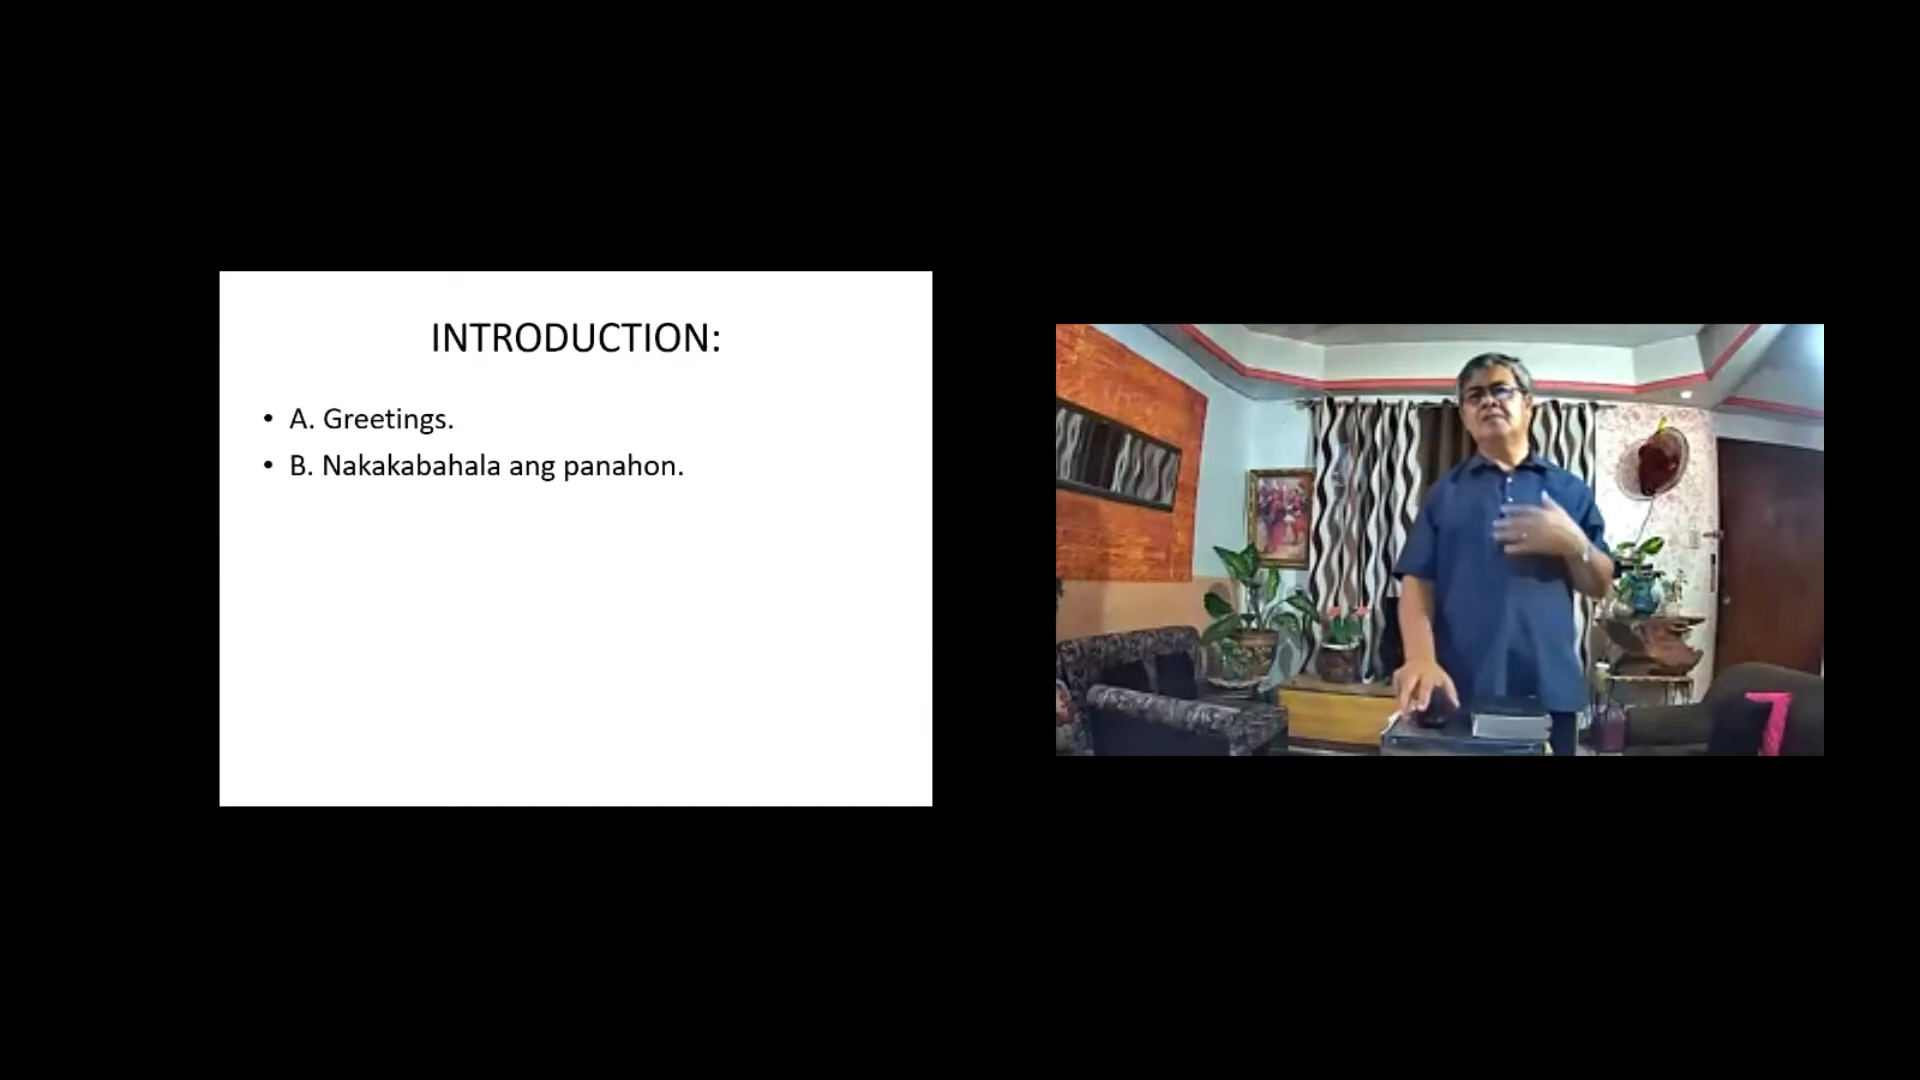 INTRODUCTION:
• A. Greetings.
• B. Nakakabahala ang panahon.